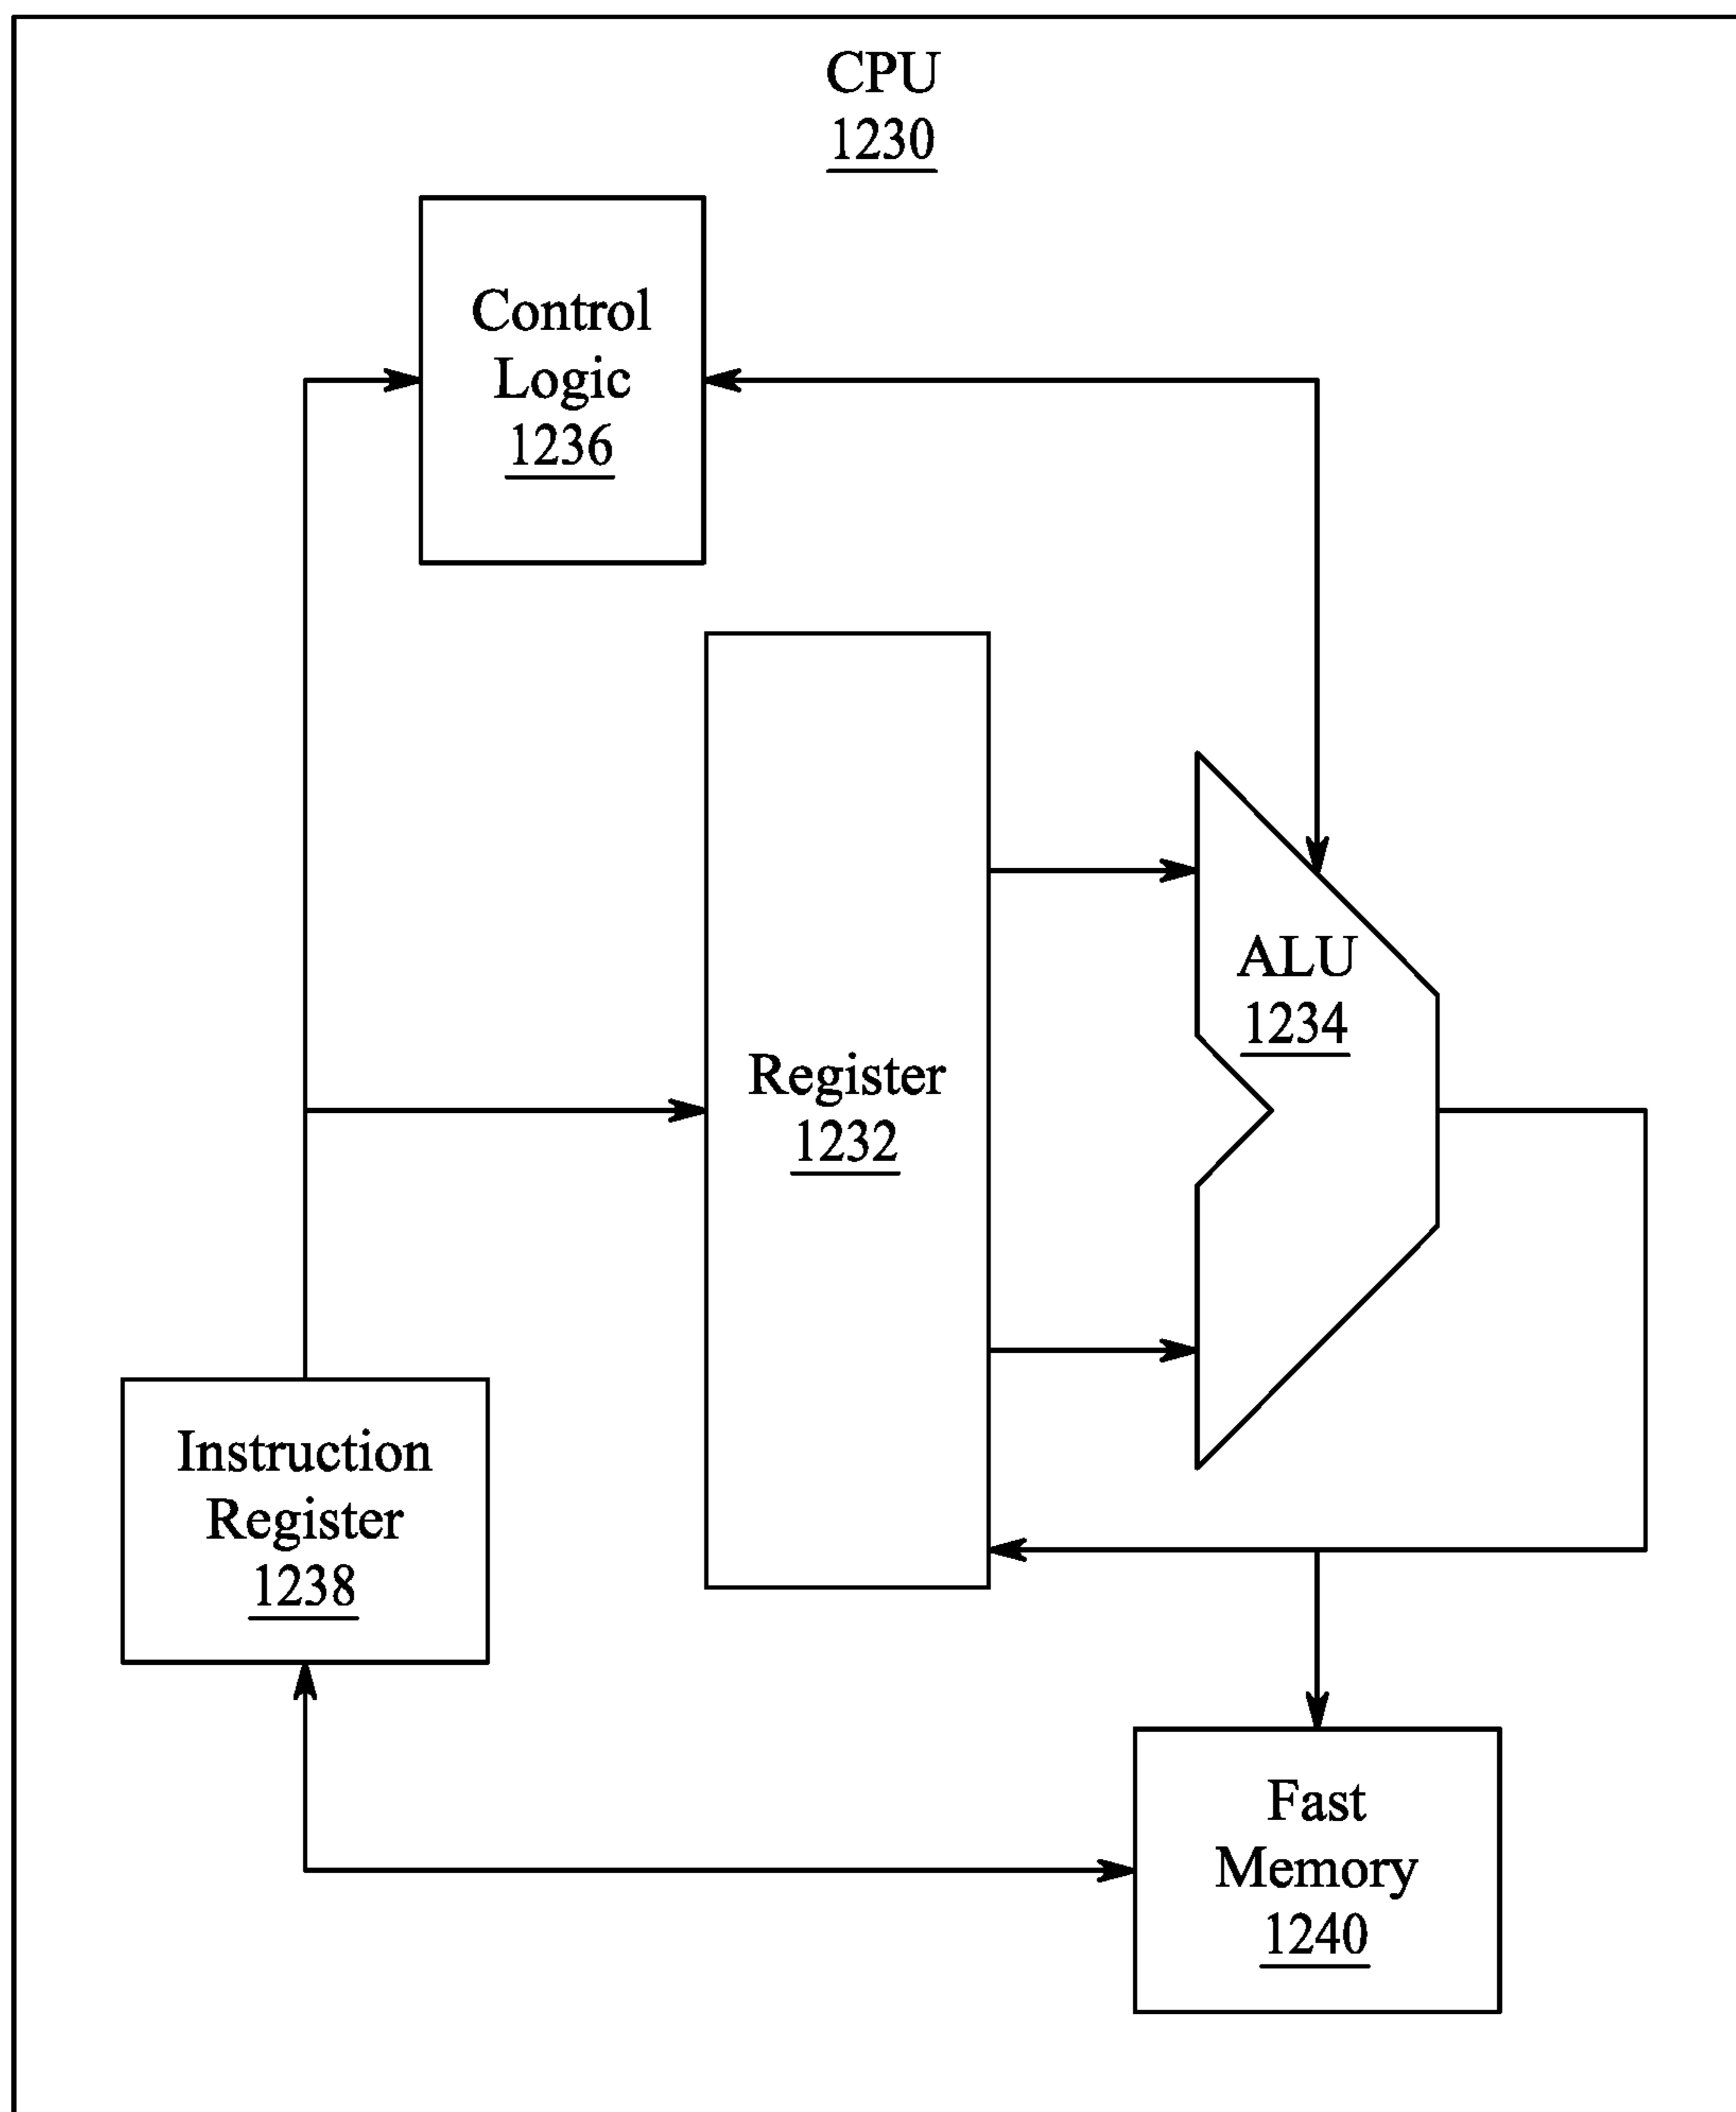 CPU
1230
Control
Logic
1236
ALU
1234
Register
1232
Instruction
Register
1238
Fast
Memory
1240